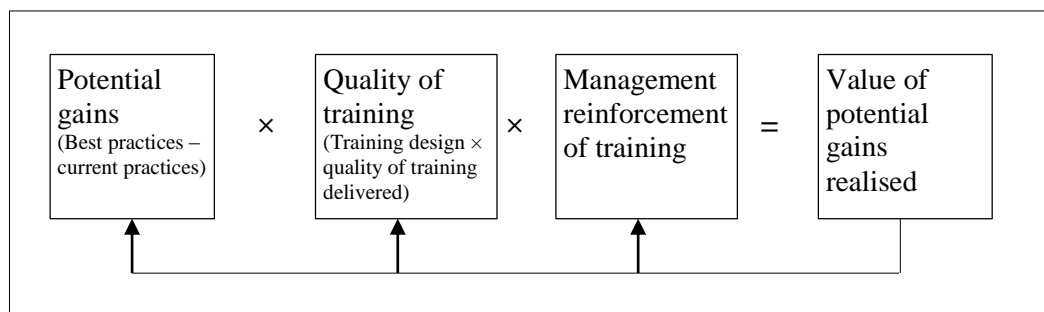 Potential
gains
(Best practices –
current practices)
×
Quality of
training
(Training design ×
quality of training
delivered)
×
Management
reinforcement
of training
=
Value of
potential
gains
realised